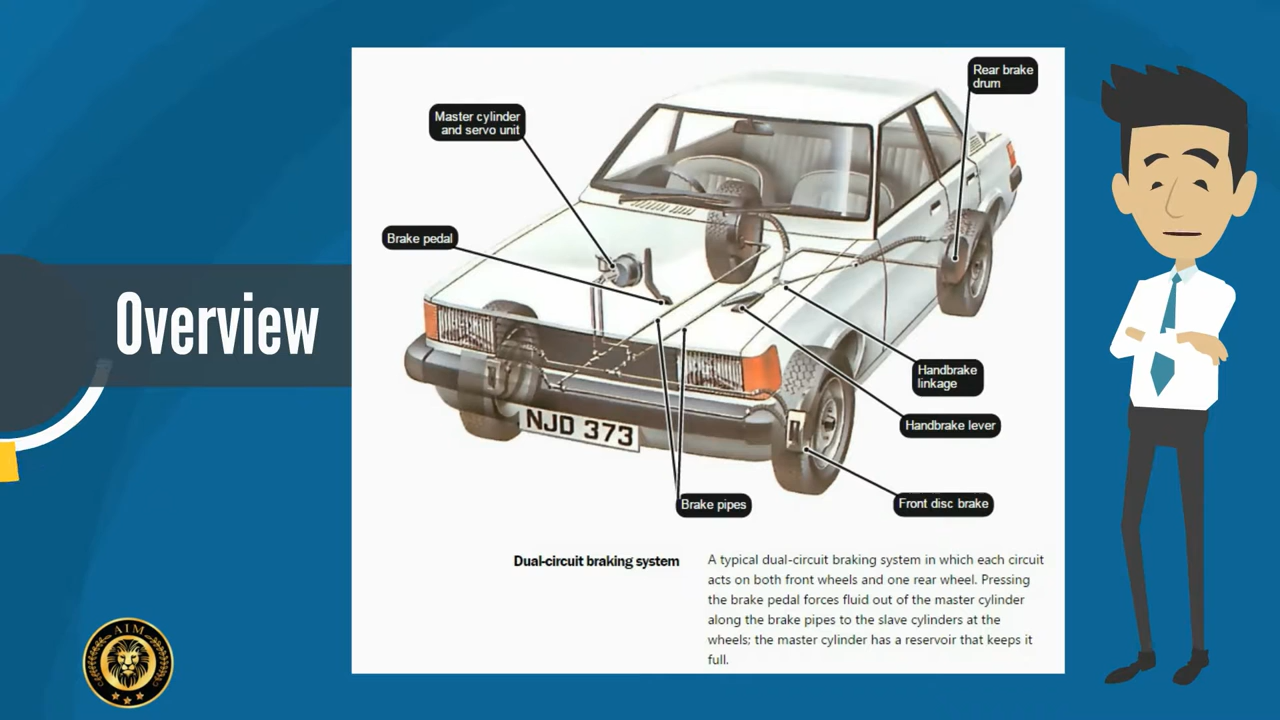 Overview
Rear brake
drum
Master cylinder
and servo unit
Brake pedal
Handbrake
linkage
Handbrake lever
NJD 373
Brake pipes
Front disc brake
Dual-circuit braking system
A typical dual-circuit braking system in which each circuit
acts on both front wheels and one rear wheel. Pressing
the brake pedal forces fluid out of the master cylinder
along the brake pipes to the slave cylinders at the
wheels; the master cylinder has a reservoir that keeps it
full.
AIM